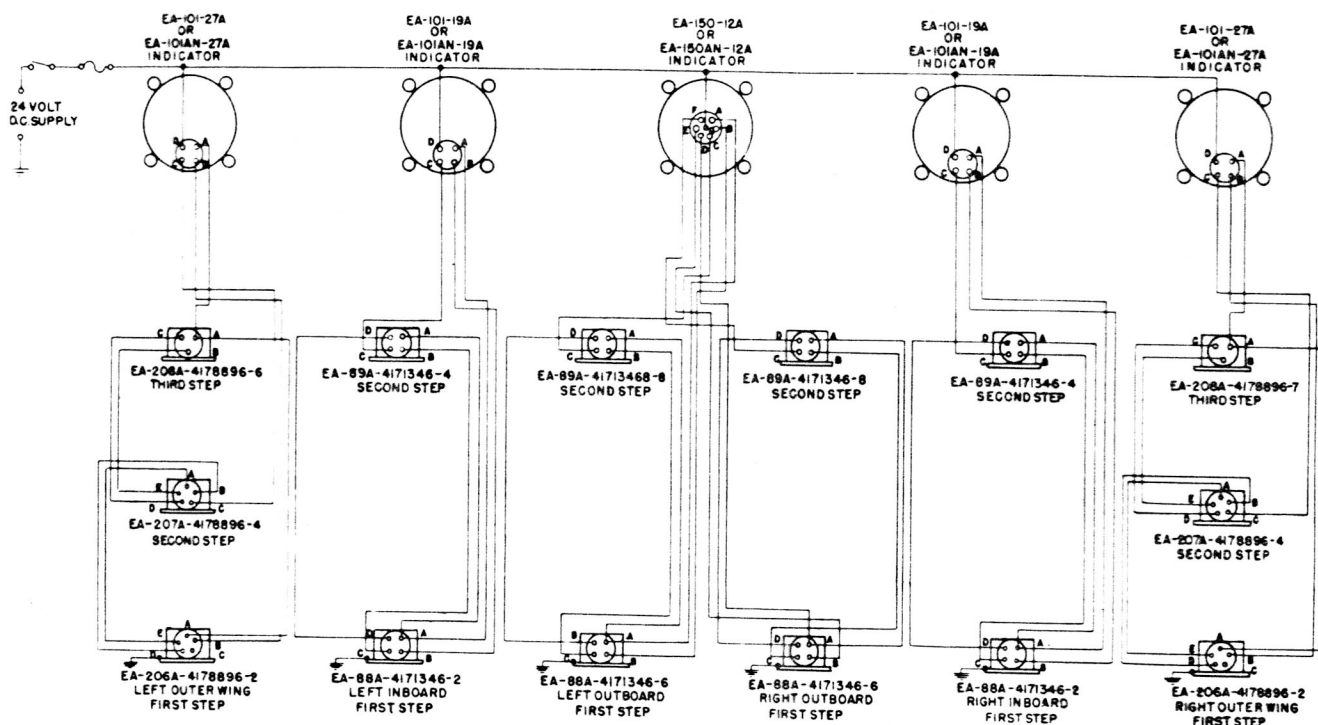 EA-101-27A
OR
EA-101AN-27A
INDICATOR
EA-101-19A
OR
EA-101AN-19A
INDICATOR
EA-150-12A
OR
EA-150AN-12A
INDICATOR
EA-101-19A
OR
EA-101AN-19A
INDICATOR
EA-101-27A
OR
EA-101AN-27A
INDICATOR
24 VOLT
D.C. SUPPLY
D A
C B
D A
C B
F A
E B
D C
D A
C B
D A
C B
C A
B
EA-208A-4178896-6
THIRD STEP
D A
C B
EA-89A-4171346-4
SECOND STEP
D A
C B
EA-89A-41713468-8
SECOND STEP
D A
C B
EA-89A-4171346-8
SECOND STEP
D A
C B
EA-89A-4171346-4
SECOND STEP
C A
B
EA-208A-4178896-7
THIRD STEP
A
E B
D C
EA-207A-4178896-4
SECOND STEP
A
E B
D C
EA-207A-4178896-4
SECOND STEP
A
E B
D C
EA-206A-4178896-2
LEFT OUTER WING
FIRST STEP
D A
C B
EA-88A-4171346-2
LEFT INBOARD
FIRST STEP
B A
C B
EA-88A-4171346-6
LEFT OUTBOARD
FIRST STEP
D A
C B
EA-88A-4171346-6
RIGHT OUTBOARD
FIRST STEP
D A
C B
EA-88A-4171346-2
RIGHT INBOARD
FIRST STEP
A
E B
D C
EA-206A-4178896-2
RIGHT OUTER WING
FIRST STEP